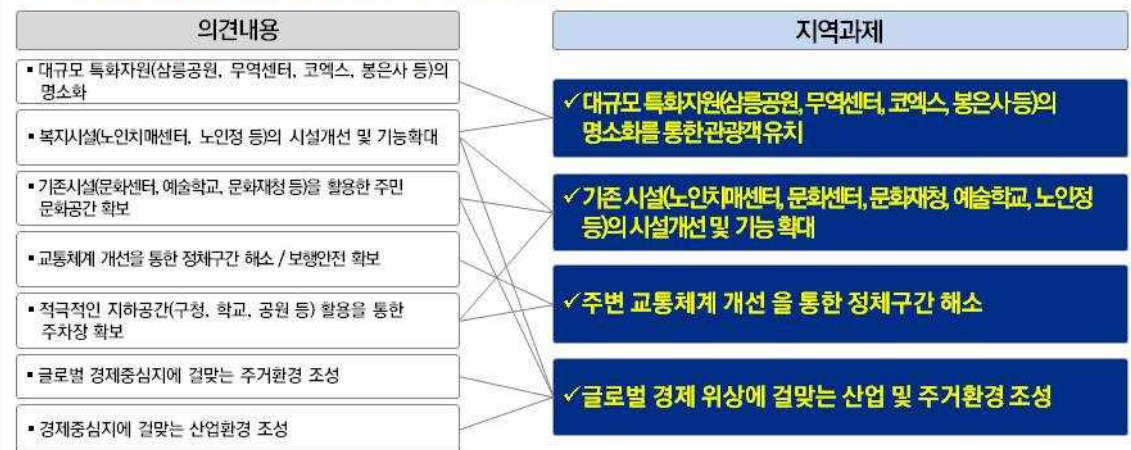 의견내용
▪ 대규모 특화자원(삼릉공원, 무역센터, 코엑스, 봉은사 등)의
명소화
▪ 복지시설(노인치매센터, 노인정 등)의 시설개선 및 기능확대
▪ 기존시설(문화센터, 예술학교, 문화재청 등)을 활용한 주민
문화공간 확보
▪ 교통체계 개선을 통한 정체구간 해소 / 보행안전 확보
▪ 적극적인 지하공간(구청, 학교, 공원 등) 활용을 통한
주차장 확보
▪ 글로벌 경제중심지에 걸맞는 주거환경 조성
▪ 경제중심지에 걸맞는 산업환경 조성
지역과제
✓대규모 특화자원(삼릉공원, 무역센터, 코엑스, 봉은사 등)의
명소화를 통한 관광객 유치
✓기존 시설(노인치매센터, 문화센터, 문화재청, 예술학교, 노인정
등)의 시설개선 및 기능 확대
✓주변 교통체계 개선 을 통한 정체구간 해소
✓글로벌 경제 위상에 걸맞는 산업 및 주거환경 조성